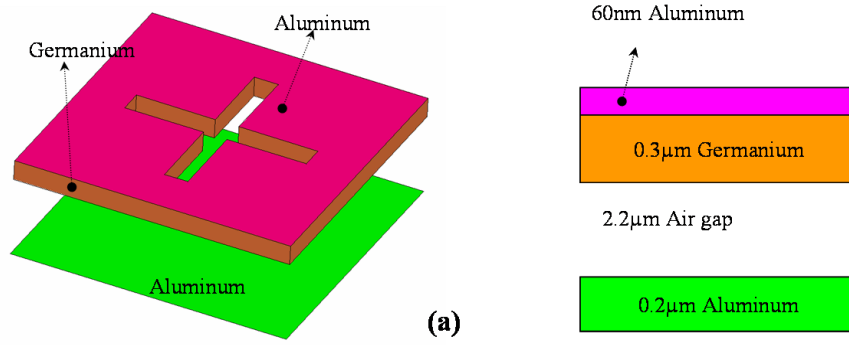 60nm Aluminum
Aluminum
Germanium
0.3μm Germanium
2.2μm Air gap
Aluminum
0.2μm Aluminum
(a)